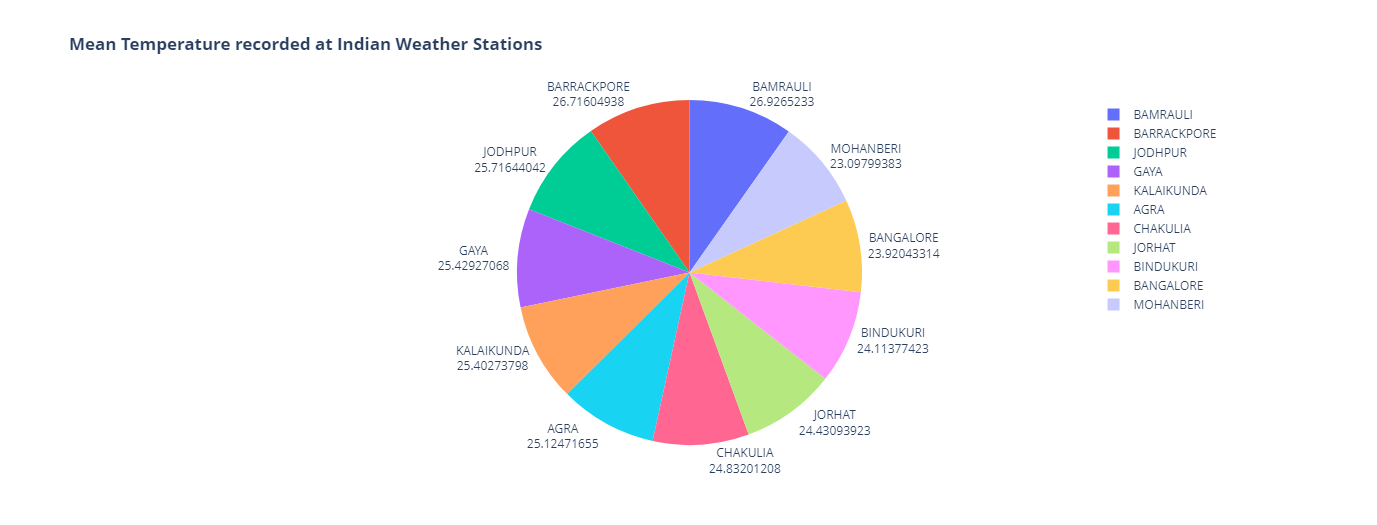 Mean Temperature recorded at Indian Weather Stations
BARRACKPORE
26.71604938
BAMRAULI
26.9265233
JODHPUR
25.71644042
MOHANBERI
23.09799383
GAYA
25.42927068
BANGALORE
23.92043314
KALAIKUNDA
25.40273798
BINDUKURI
24.11377423
AGRA
25.12471655
JORHAT
24.43093923
CHAKULIA
24.83201208
BAMRAULI
BARRACKPORE
JODHPUR
GAYA
KALAIKUNDA
AGRA
CHAKULIA
JORHAT
BINDUKURI
BANGALORE
MOHANBERI